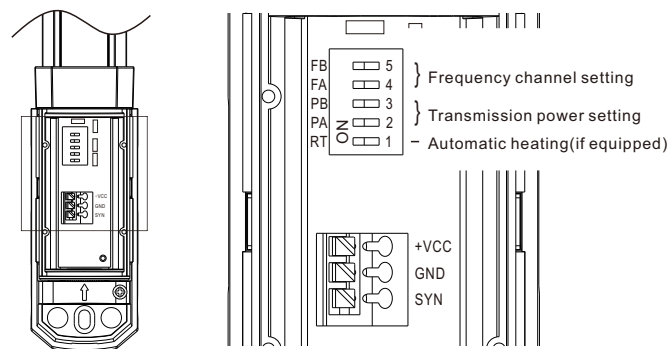 +VCC
GND
SYN
FB 5
FA 4
} Frequency channel setting
PB 3
PA 2
} Transmission power setting
RT 1
ON
– Automatic heating(if equipped)
+VCC
GND
SYN